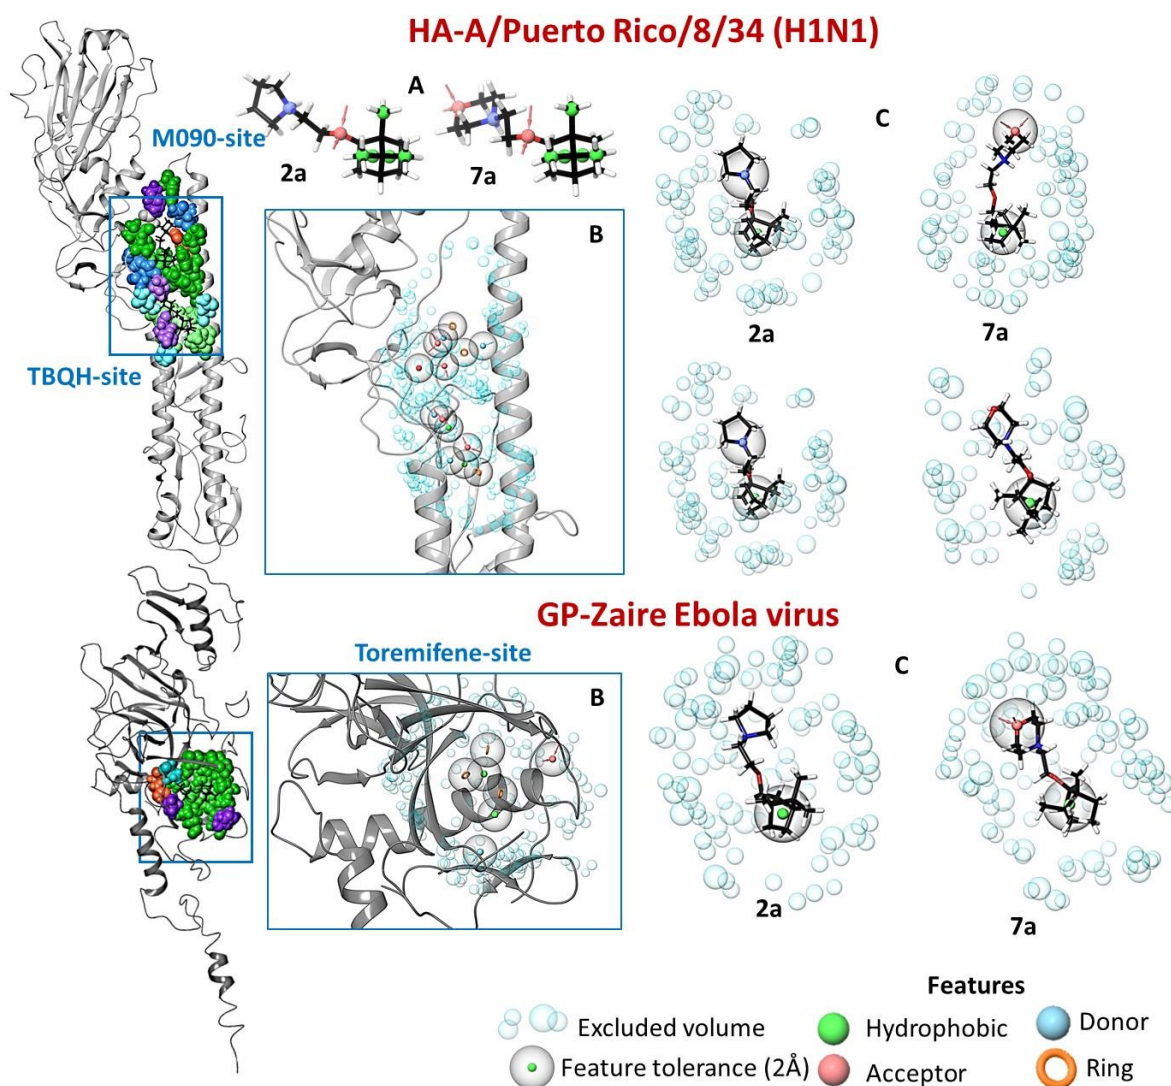 HA-A/Puerto Rico/8/34 (H1N1)
M090-site
A
2a
7a
C
B
2a
7a
TBQH-site
GP-Zaire Ebola virus
Toremifene-site
B
C
2a
7a
Features
Excluded volume
Hydrophobic
Donor
Feature tolerance (2Å)
Acceptor
Ring